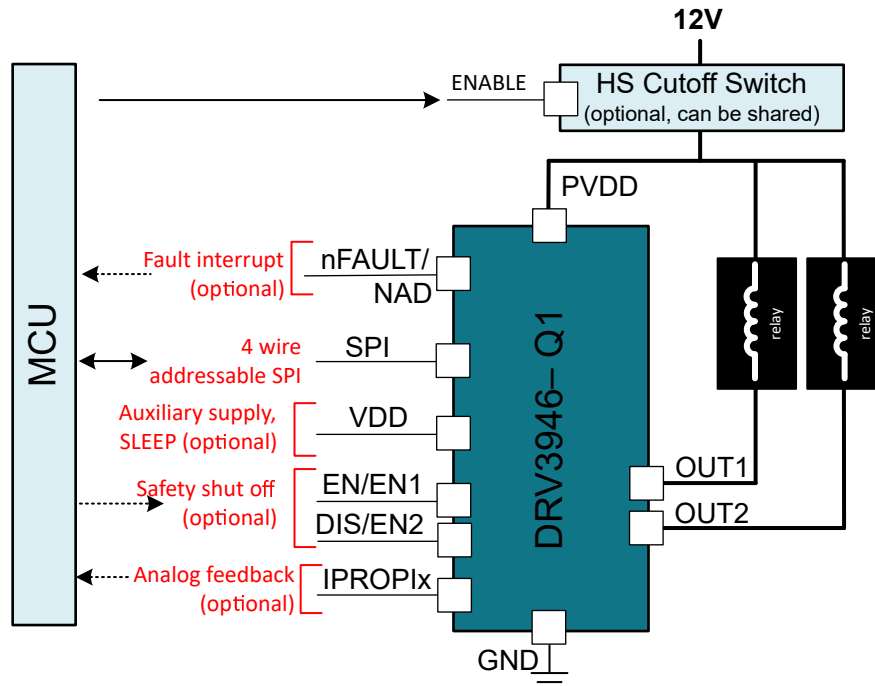 12V
HS Cutoff Switch
(optional, can be shared)
ENABLE
PVDD
MCU
Fault interrupt
(optional)
nFAULT/
NAD
4 wire
addressable SPI
SPI
Auxiliary supply,
SLEEP (optional)
VDD
Safety shut off
(optional)
EN/EN1
DIS/EN2
Analog feedback
(optional)
IPROPIx
DRV3946– Q1
relay
relay
OUT1
OUT2
GND